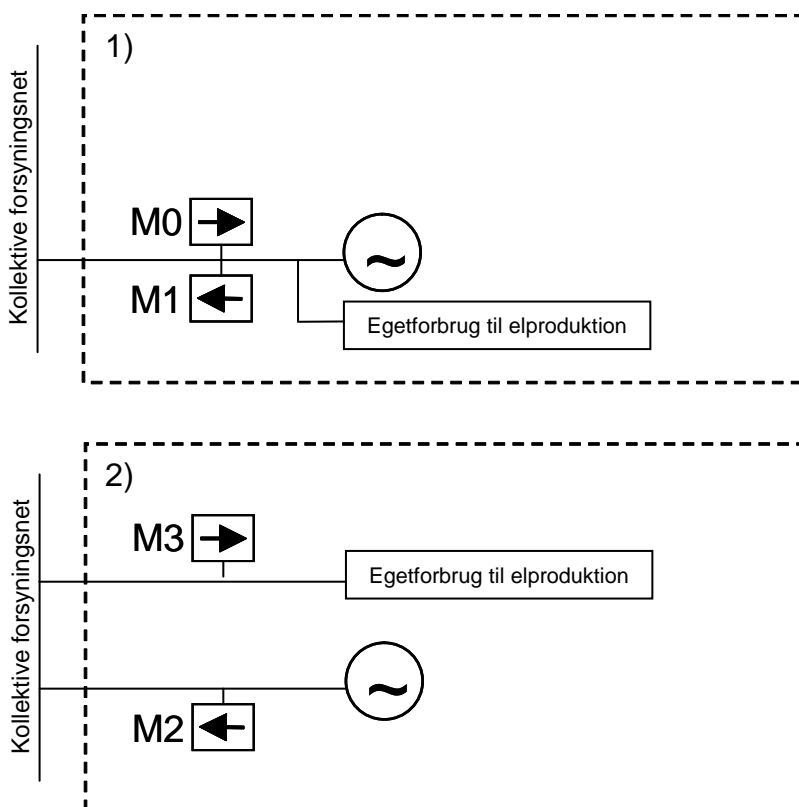 Kollektive forsyningsnet
1)
M0
M1
~
Egetforbrug til elproduktion
Kollektive forsyningsnet
2)
M3
Egetforbrug til elproduktion
~
M2